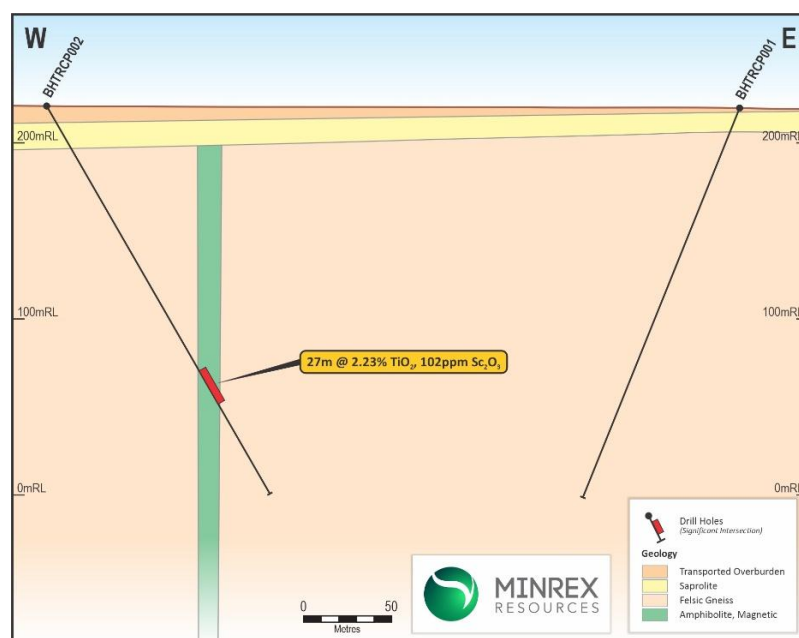 W
E
BHTRCP002
BHTRCP001
200mRL
200mRL
100mRL
100mRL
27m @ 2.23% TiO₂, 102ppm Sc₂O₃
0mRL
0mRL
Drill Holes
(Significant Intersection)
Geology
Transported Overburden
Saprolite
Felsic Gneiss
Amphibolite, Magnetic
0 50
Metres
MINREX
RESOURCES